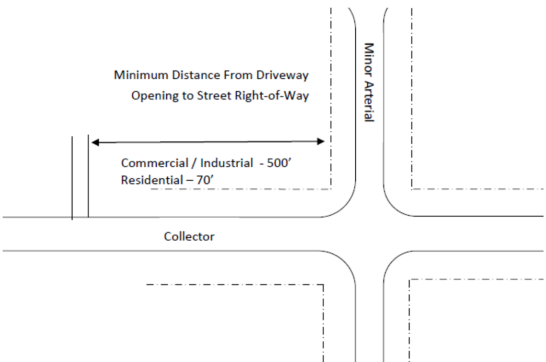 Minimum Distance From Driveway
Opening to Street Right-of-Way
Minor Arterial
Commercial / Industrial - 500’
Residential – 70’
Collector